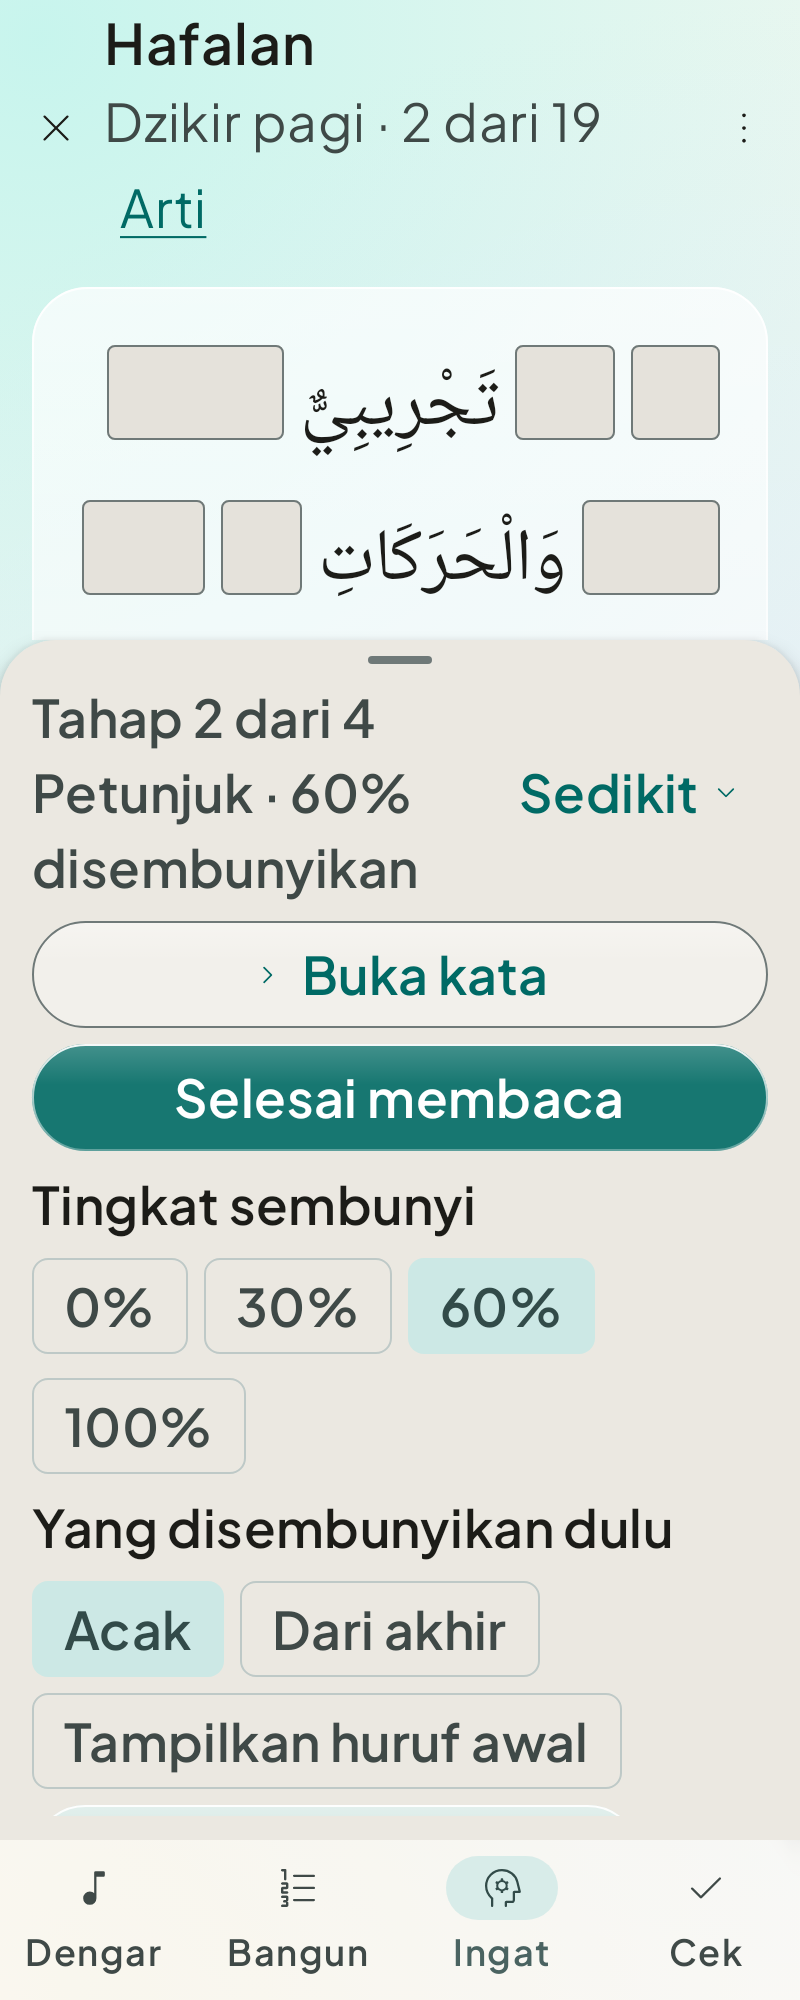 Hafalan
Dzikir pagi · 2 dari 19
Arti
تَجْرِيبِيٌّ
وَالْحَرَكَاتِ
Tahap 2 dari 4
Petunjuk · 60%
disembunyikan
Sedikit
Buka kata
Selesai membaca
Tingkat sembunyi
0% 30% 60%
100%
Yang disembunyikan dulu
Acak Dari akhir
Tampilkan huruf awal
Dengar Bangun Ingat Cek